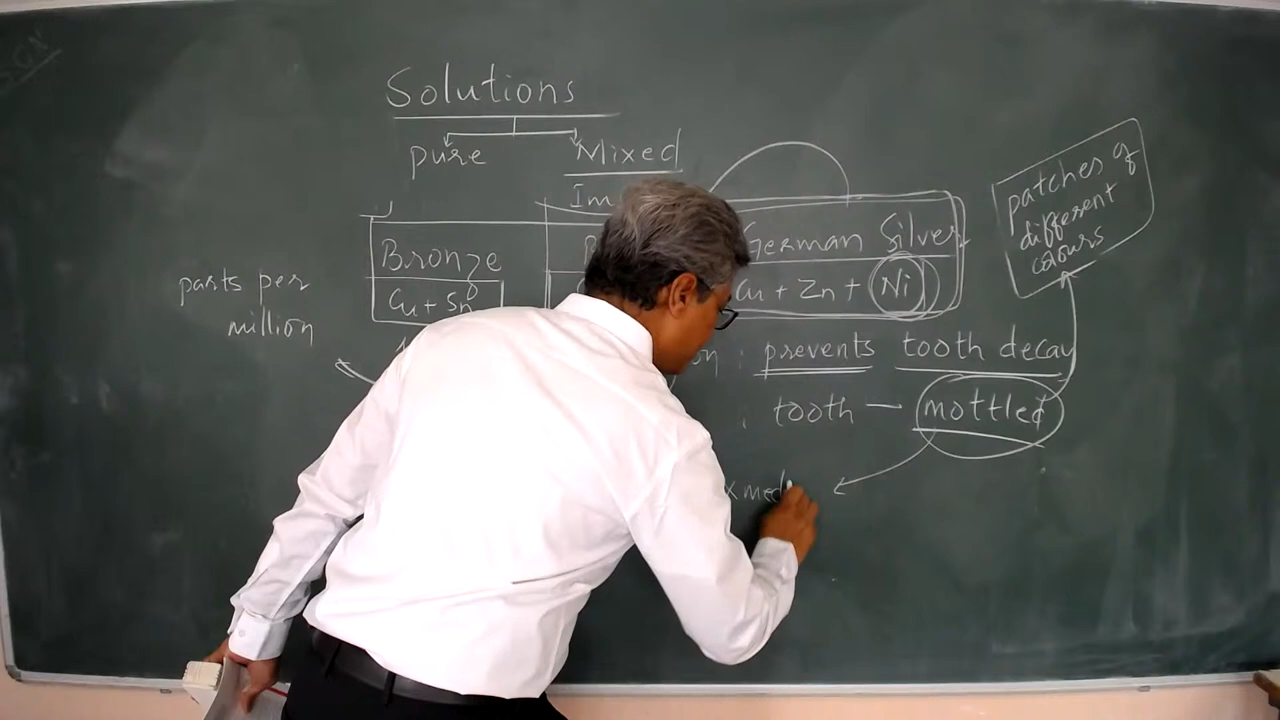 Solutions
pure Mixed
Bronze German Silver
Cu + Sn Cu + Zn + Ni
patches of
different
colours
parts per
million
: prevents tooth decay
tooth — mottled